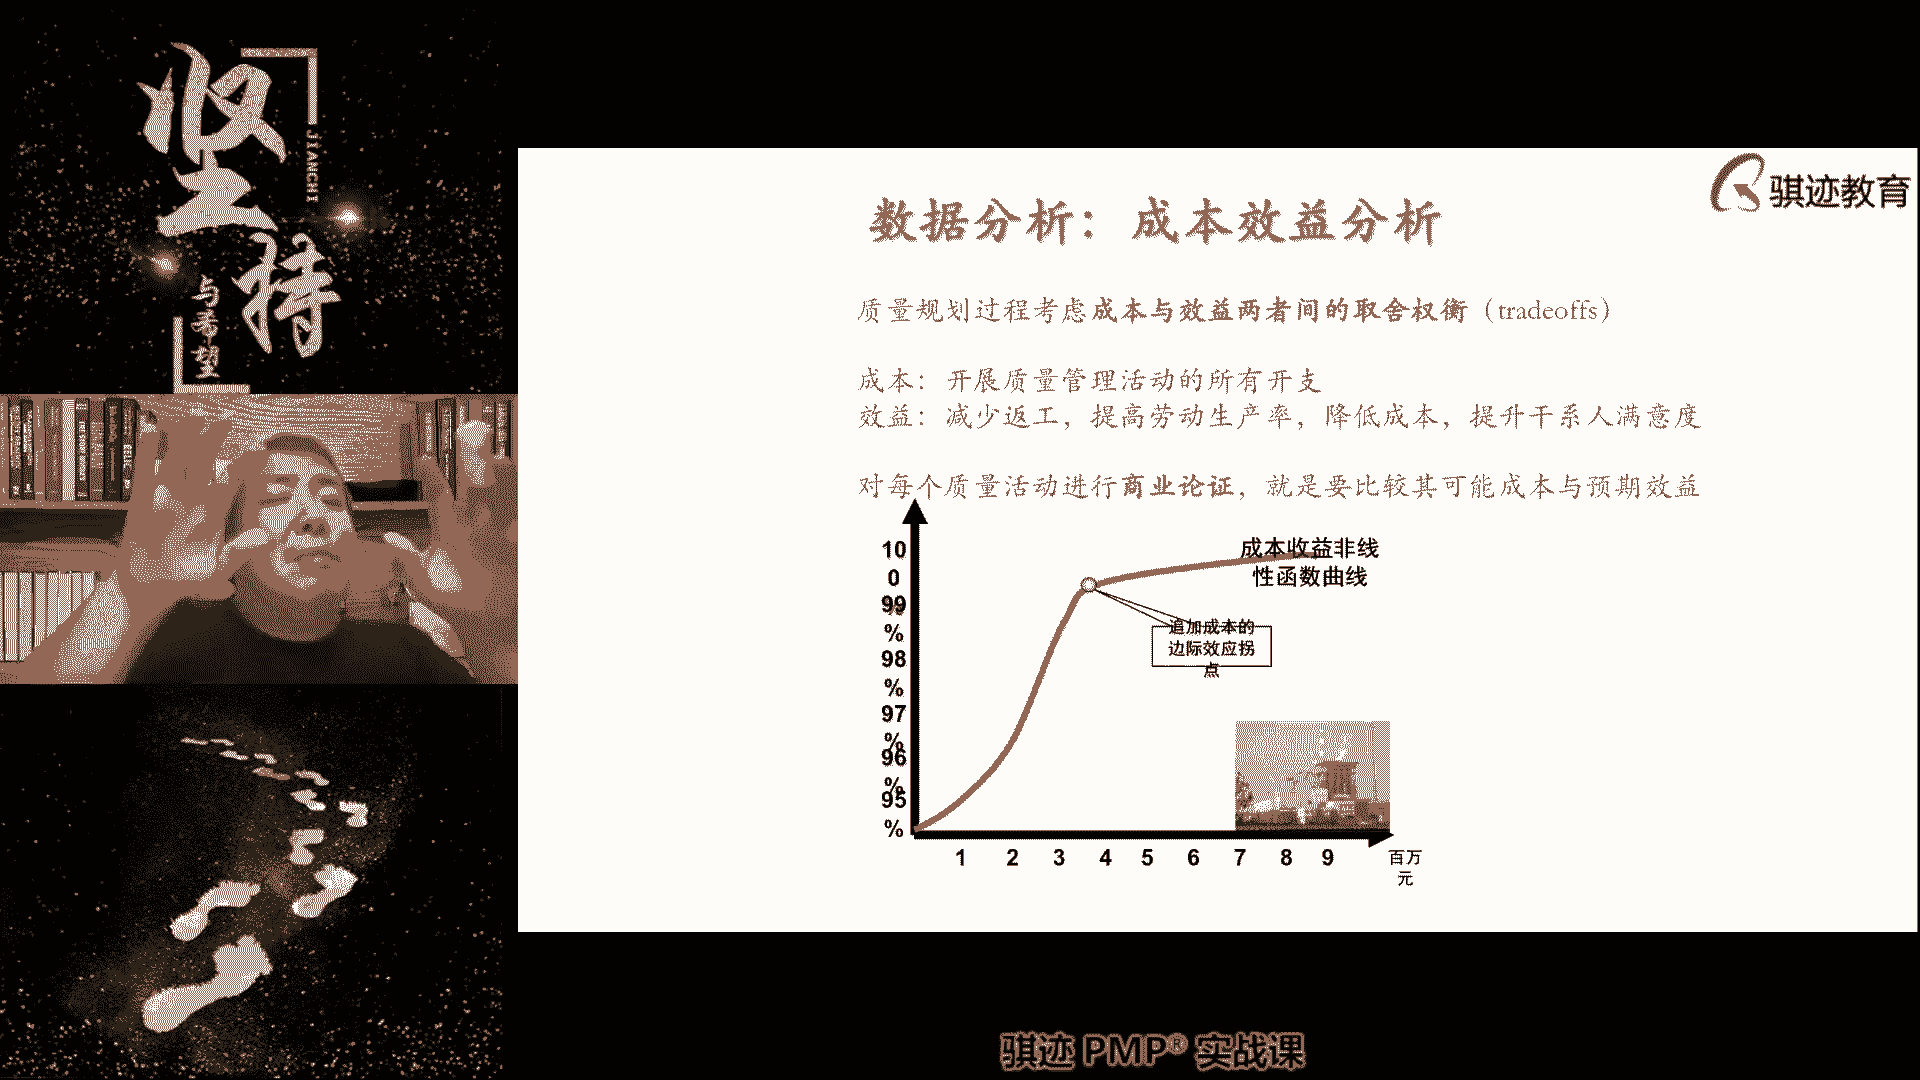 坚持
JIANCHI
与希望
骐迹教育
数据分析：成本效益分析
质量规划过程考虑成本与效益两者间的取舍权衡（tradeoffs）
成本：开展质量管理活动的所有开支
效益：减少返工，提高劳动生产率，降低成本，提升干系人满意度
对每个质量活动进行商业论证，就是要比较其可能成本与预期效益
10
0
%
99
%
98
%
97
%
96
%
95
%
成本收益非线
性函数曲线
追加成本的
边际效应拐
点
1 2 3 4 5 6 7 8 9
百万
元
骐迹 PMP® 实战课